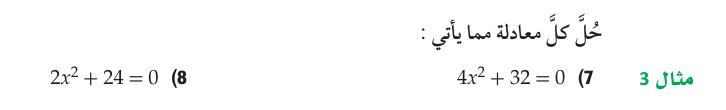 حُلَّ كلَّ معادلة مما يأتي :
مثال 3 (7 4x² + 32 = 0 (8 2x² + 24 = 0